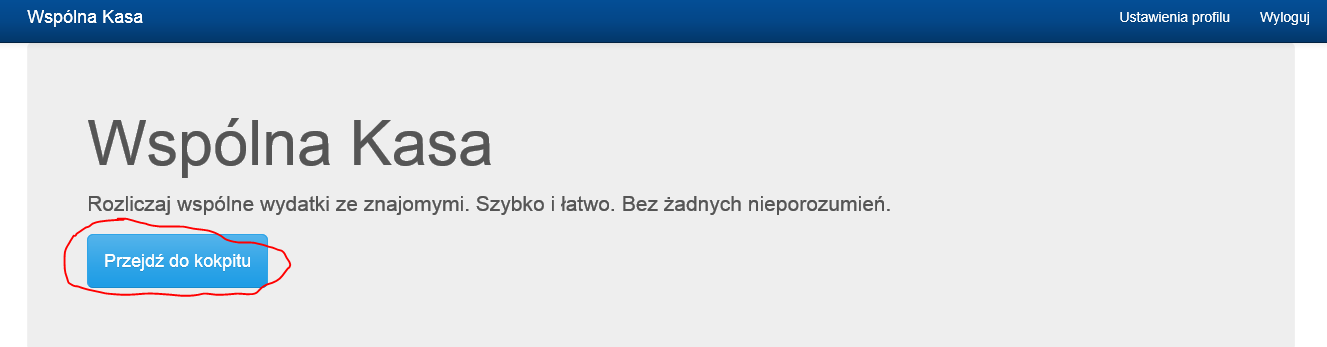 Wspólna Kasa
Ustawienia profilu
Wyloguj
Wspólna Kasa
Rozliczaj wspólne wydatki ze znajomymi. Szybko i łatwo. Bez żadnych nieporozumień.
Przejdź do kokpitu